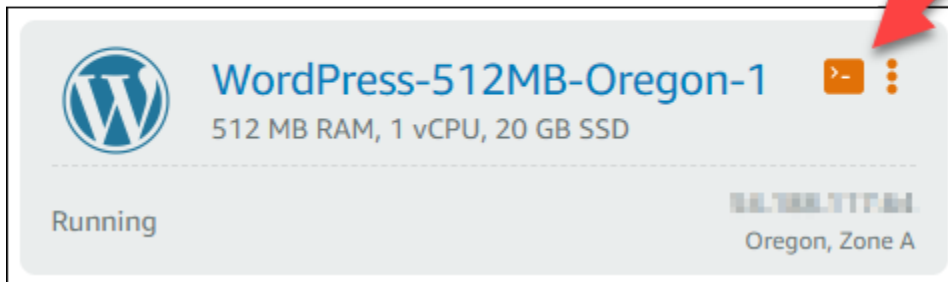 WordPress-512MB-Oregon-1
512 MB RAM, 1 vCPU, 20 GB SSD
Running
Oregon, Zone A